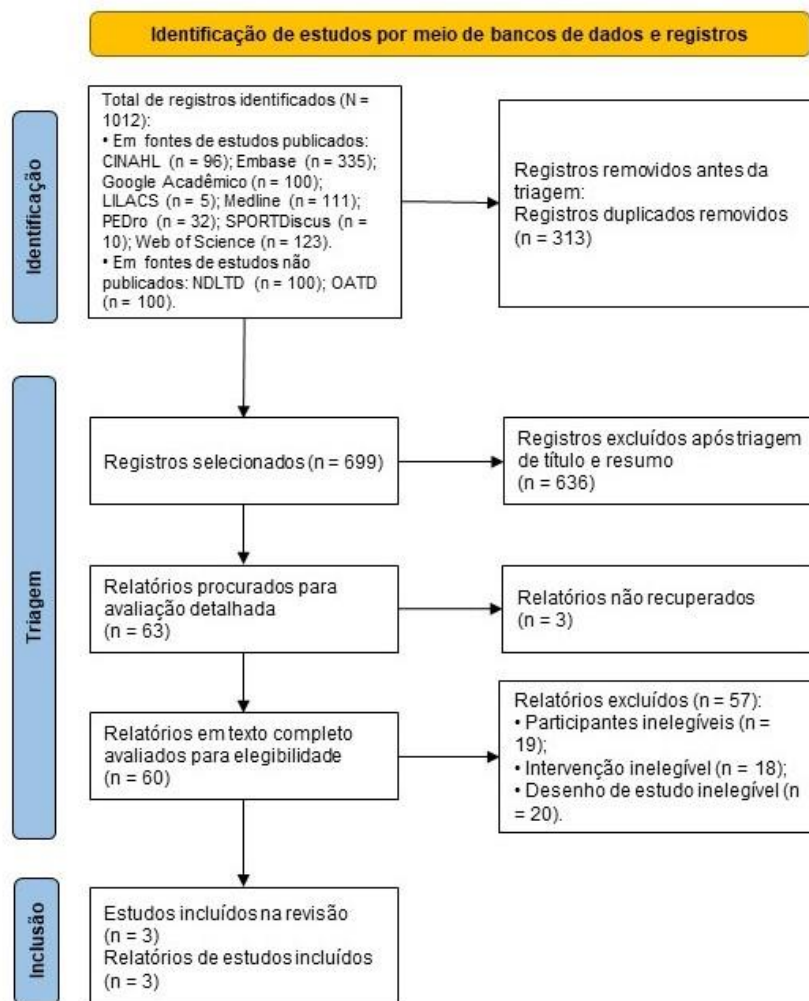 Identificação de estudos por meio de bancos de dados e registros
Identificação
Total de registros identificados (N =
1012):
• Em fontes de estudos publicados:
CINAHL (n = 96); Embase (n = 335);
Google Acadêmico (n = 100);
LILACS (n = 5); Medline (n = 111);
PEDro (n = 32); SPORTDiscus (n =
10); Web of Science (n = 123).
• Em fontes de estudos não
publicados: NDLTD (n = 100); OATD
(n = 100).
Registros removidos antes da
triagem:
Registros duplicados removidos
(n = 313)
Triagem
Registros selecionados (n = 699)
Registros excluídos após triagem
de título e resumo
(n = 636)
Relatórios procurados para
avaliação detalhada
(n = 63)
Relatórios não recuperados
(n = 3)
Relatórios em texto completo
avaliados para elegibilidade
(n = 60)
Relatórios excluídos (n = 57):
• Participantes inelegíveis (n =
19);
• Intervenção inelegível (n = 18);
• Desenho de estudo inelegível (n
= 20).
Inclusão
Estudos incluídos na revisão
(n = 3)
Relatórios de estudos incluídos
(n = 3)